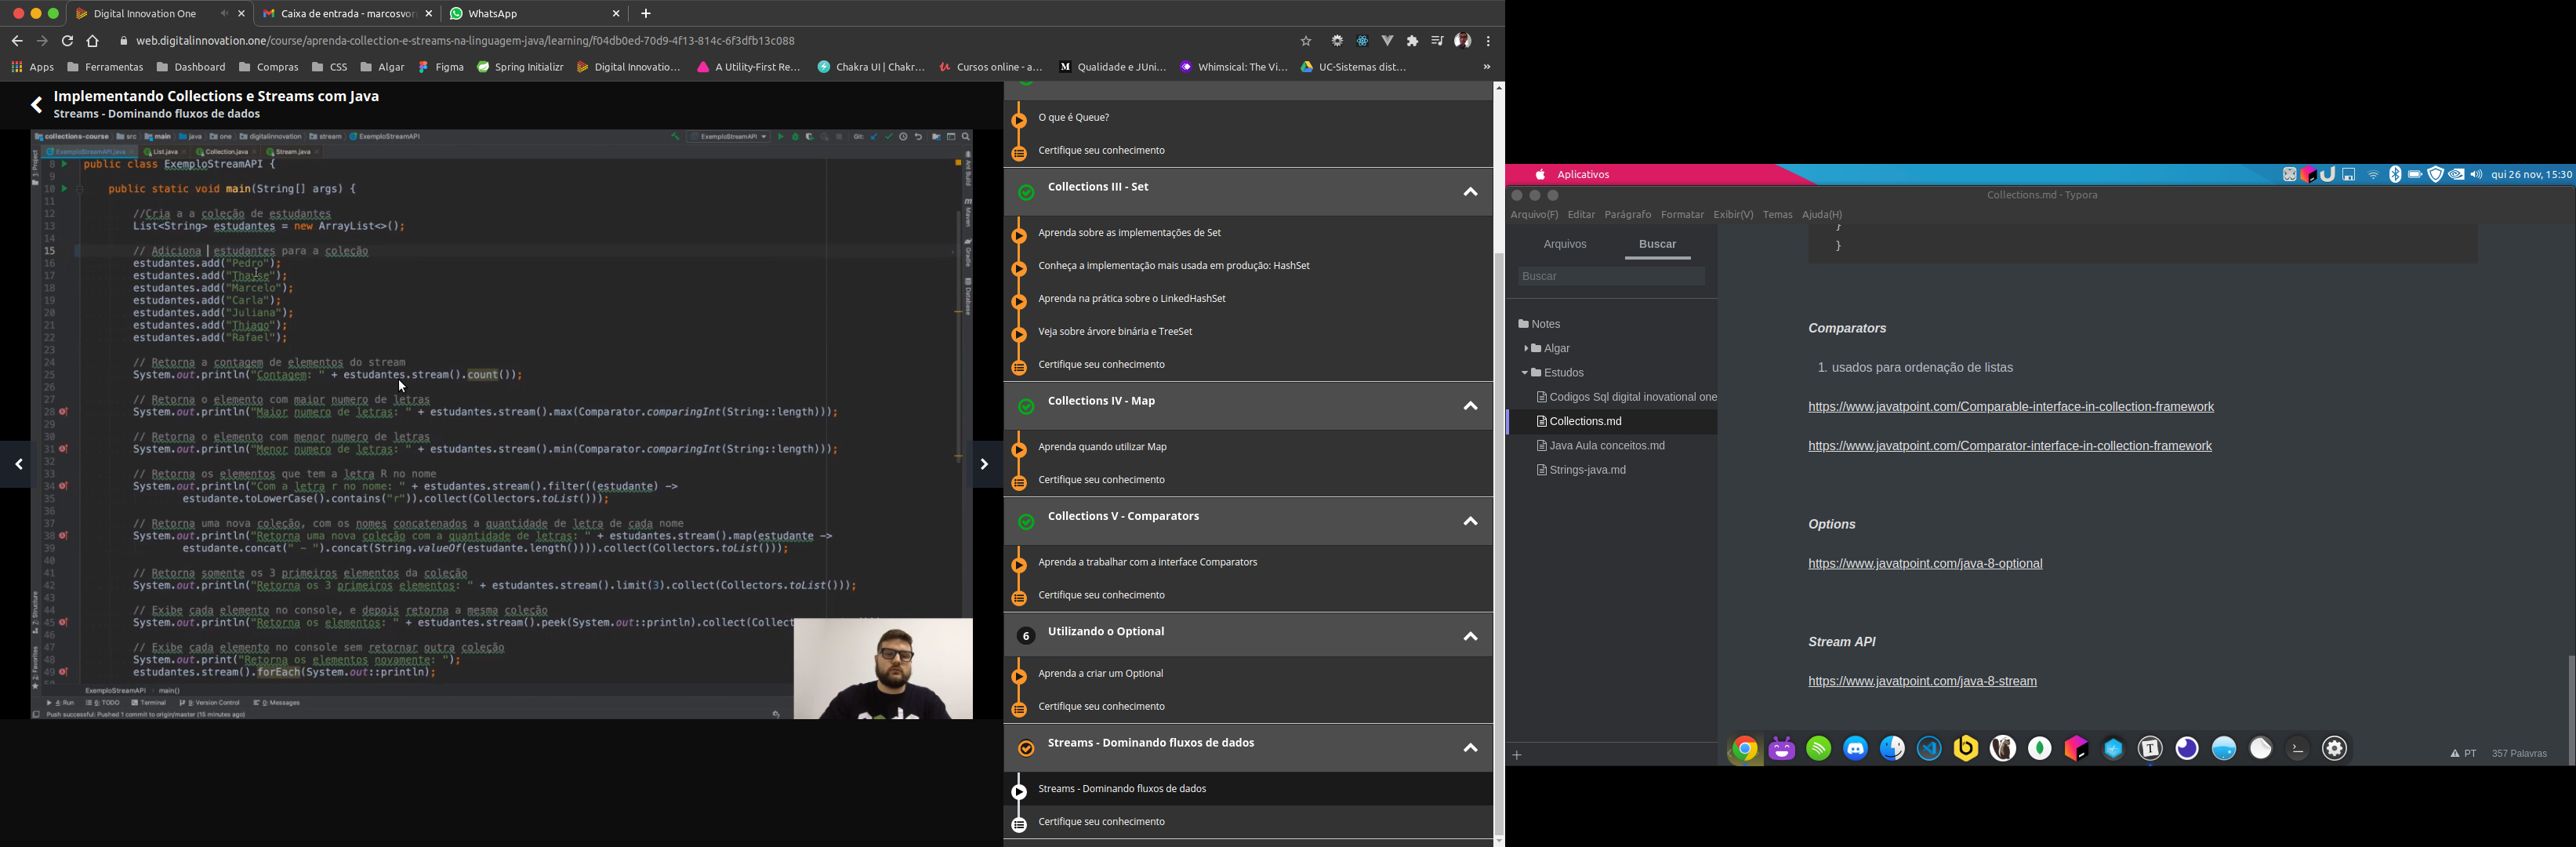 Digital Innovation One
Caixa de entrada - marcosvor
WhatsApp
web.digitalinnovation.one/course/aprenda-collection-e-streams-na-linguagem-java/learning/f04db0ed-70d9-4f13-814c-6f3dfb13c088
Apps
Ferramentas
Dashboard
Compras
CSS
Algar
Figma
Spring Initializr
Digital Innovatio...
A Utility-First Re...
Chakra UI | Chakr...
Cursos online - a...
Qualidade e JUni...
Whimsical: The Vi...
UC-Sistemas dist...
Implementando Collections e Streams com Java
Streams - Dominando fluxos de dados
collections-course src main java one digitalinnovation stream ExemploStreamAPI
ExemploStreamAPI Git:
ExemploStreamAPI.java List.java Collection.java Stream.java
8 public class ExemploStreamAPI {
9
10 public static void main(String[] args) {
11
12 //Cria a a coleção de estudantes
13 List<String> estudantes = new ArrayList<>();
14
15 // Adiciona estudantes para a coleção
16 estudantes.add("Pedro");
17 estudantes.add("Thayse");
18 estudantes.add("Marcelo");
19 estudantes.add("Carla");
20 estudantes.add("Juliana");
21 estudantes.add("Thiago");
22 estudantes.add("Rafael");
23
24 // Retorna a contagem de elementos do stream
25 System.out.println("Contagem: " + estudantes.stream().count());
26
27 // Retorna o elemento com maior numero de letras
28 System.out.println("Maior numero de letras: " + estudantes.stream().max(Comparator.comparingInt(String::length)));
29
30 // Retorna o elemento com menor numero de letras
31 System.out.println("Menor numero de letras: " + estudantes.stream().min(Comparator.comparingInt(String::length)));
32
33 // Retorna os elementos que tem a letra R no nome
34 System.out.println("Com a letra r no nome: " + estudantes.stream().filter((estudante) ->
35 estudante.toLowerCase().contains("r")).collect(Collectors.toList()));
36
37 // Retorna uma nova coleção, com os nomes concatenados a quantidade de letra de cada nome
38 System.out.println("Retorna uma nova coleção com a quantidade de letras: " + estudantes.stream().map(estudante ->
39 estudante.concat(" - ").concat(String.valueOf(estudante.length()))).collect(Collectors.toList()));
40
41 // Retorna somente os 3 primeiros elementos da coleção
42 System.out.println("Retorna os 3 primeiros elementos: " + estudantes.stream().limit(3).collect(Collectors.toList()));
43
44 // Exibe cada elemento no console, e depois retorna a mesma coleção
45 System.out.println("Retorna os elementos: " + estudantes.stream().peek(System.out::println).collect(Collect
46
47 // Exibe cada elemento no console sem retornar outra coleção
48 System.out.print("Retorna os elementos novamente: ");
49 estudantes.stream().forEach(System.out::println);
ExemploStreamAPI main()
4: Run 6: TODO Terminal 9: Version Control 0: Messages
Push successful: Pushed 1 commit to origin/master (15 minutes ago)
1: Project
Z: Structure
2: Favorites
Ant Build
Maven
Gradle
Database
O que é Queue?
Certifique seu conhecimento
Collections III - Set
Aprenda sobre as implementações de Set
Conheça a implementação mais usada em produção: HashSet
Aprenda na prática sobre o LinkedHashSet
Veja sobre árvore binária e TreeSet
Certifique seu conhecimento
Collections IV - Map
Aprenda quando utilizar Map
Certifique seu conhecimento
Collections V - Comparators
Aprenda a trabalhar com a interface Comparators
Certifique seu conhecimento
6 Utilizando o Optional
Aprenda a criar um Optional
Certifique seu conhecimento
Streams - Dominando fluxos de dados
Streams - Dominando fluxos de dados
Certifique seu conhecimento
Aplicativos
qui 26 nov, 15:30
Collections.md - Typora
Arquivo(F) Editar Parágrafo Formatar Exibir(V) Temas Ajuda(H)
Arquivos Buscar
Buscar
Notes
Algar
Estudos
Codigos Sql digital inovational one
Collections.md
Java Aula conceitos.md
Strings-java.md
}
}
Comparators
1. usados para ordenação de listas
https://www.javatpoint.com/Comparable-interface-in-collection-framework
https://www.javatpoint.com/Comparator-interface-in-collection-framework
Options
https://www.javatpoint.com/java-8-optional
Stream API
https://www.javatpoint.com/java-8-stream
PT 357 Palavras